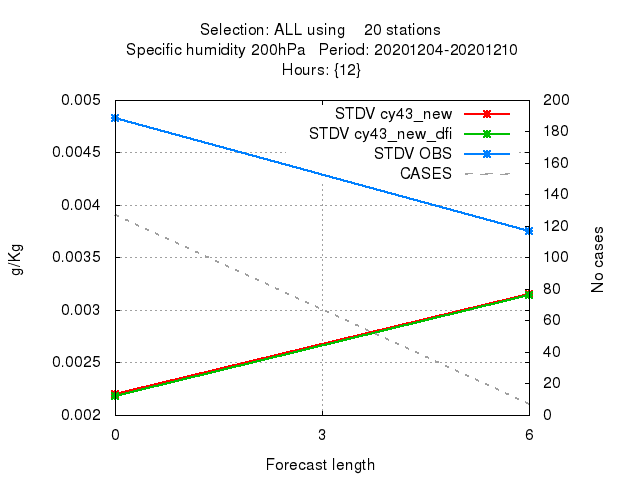 Selection: ALL using    20 stations
Specific humidity 200hPa   Period: 20201204-20201210
Hours: {12}
0.005
0.0045
0.004
0.0035
0.003
0.0025
0.002
200
180
160
140
120
100
80
60
40
20
0
STDV cy43_new
STDV cy43_new_dfi
STDV OBS
CASES
g/Kg
No cases
0 3 6
Forecast length